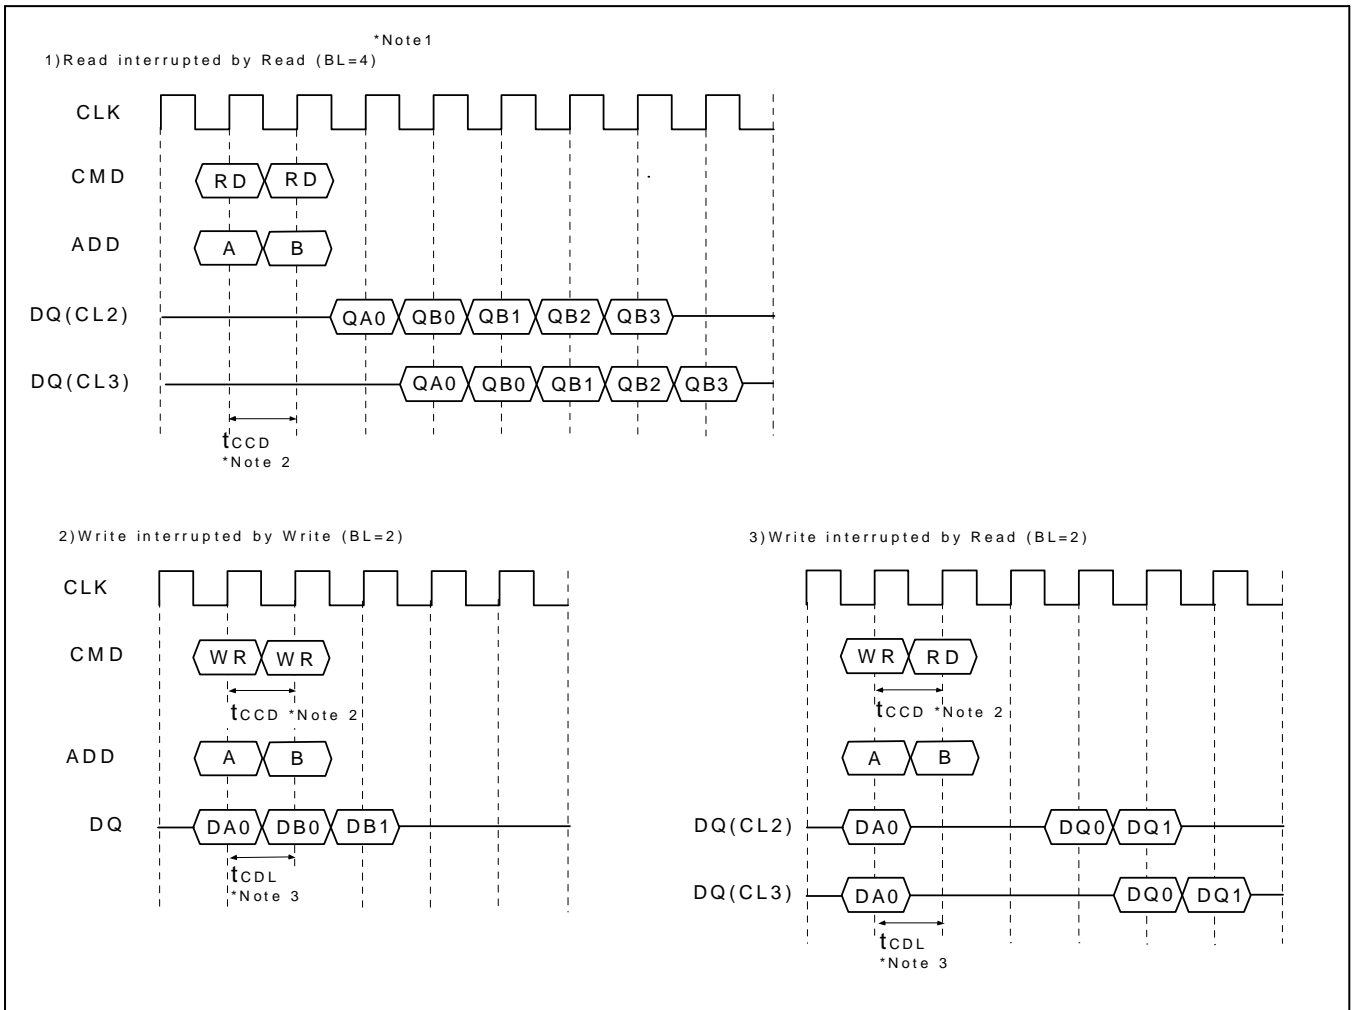 *Note1
1)Read interrupted by Read (BL=4)
CLK
CMD RD RD
ADD A B
DQ(CL2) QA0 QB0 QB1 QB2 QB3
DQ(CL3) QA0 QB0 QB1 QB2 QB3
tCCD
*Note 2
2)Write interrupted by Write (BL=2)
CLK
CMD WR WR
tCCD *Note 2
ADD A B
DQ DA0 DB0 DB1
tCDL
*Note 3
3)Write interrupted by Read (BL=2)
WR RD
tCCD *Note 2
A B
DQ(CL2) DA0 DQ0 DQ1
DQ(CL3) DA0 DQ0 DQ1
tCDL
*Note 3